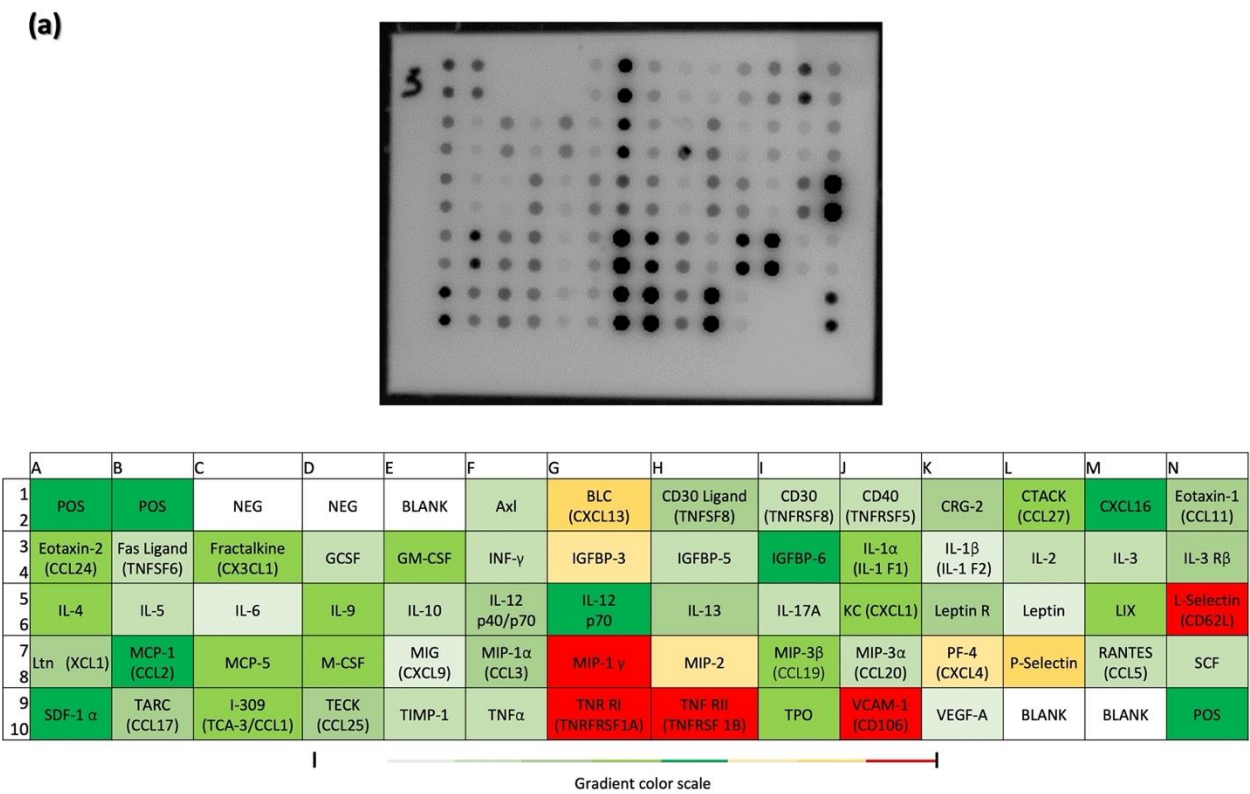 (a)
3
A B C D E F G H I J K L M N
1 POS POS NEG NEG BLANK Axl BLC CD30 Ligand CD30 CD40 CRG-2 CTACK CXCL16 Eotaxin-1
2 (CXCL13) (TNFSF8) (TNFRSF8) (TNFRSF5) (CCL27) (CCL11)
3 Eotaxin-2 Fas Ligand Fractalkine GCSF GM-CSF INF-γ IGFBP-3 IGFBP-5 IGFBP-6 IL-1α IL-1β IL-2 IL-3 IL-3 Rβ
4 (CCL24) (TNFSF6) (CX3CL1) (IL-1 F1) (IL-1 F2)
5 IL-4 IL-5 IL-6 IL-9 IL-10 IL-12 IL-12 IL-13 IL-17A KC (CXCL1) Leptin R Leptin LIX L-Selectin
6 p40/p70 p70 (CD62L)
7 Ltn (XCL1) MCP-1 MCP-5 M-CSF MIG MIP-1α MIP-1 γ MIP-2 MIP-3β MIP-3α PF-4 P-Selectin RANTES SCF
8 (CCL2) (CXCL9) (CCL3) (CCL19) (CCL20) (CXCL4) (CCL5)
9 SDF-1 α TARC I-309 TECK TIMP-1 TNFα TNR RI TNF RII TPO VCAM-1 VEGF-A BLANK BLANK POS
10 (CCL17) (TCA-3/CCL1) (CCL25) (TNRFRSF1A) (TNFRSF 1B) (CD106)
Gradient color scale